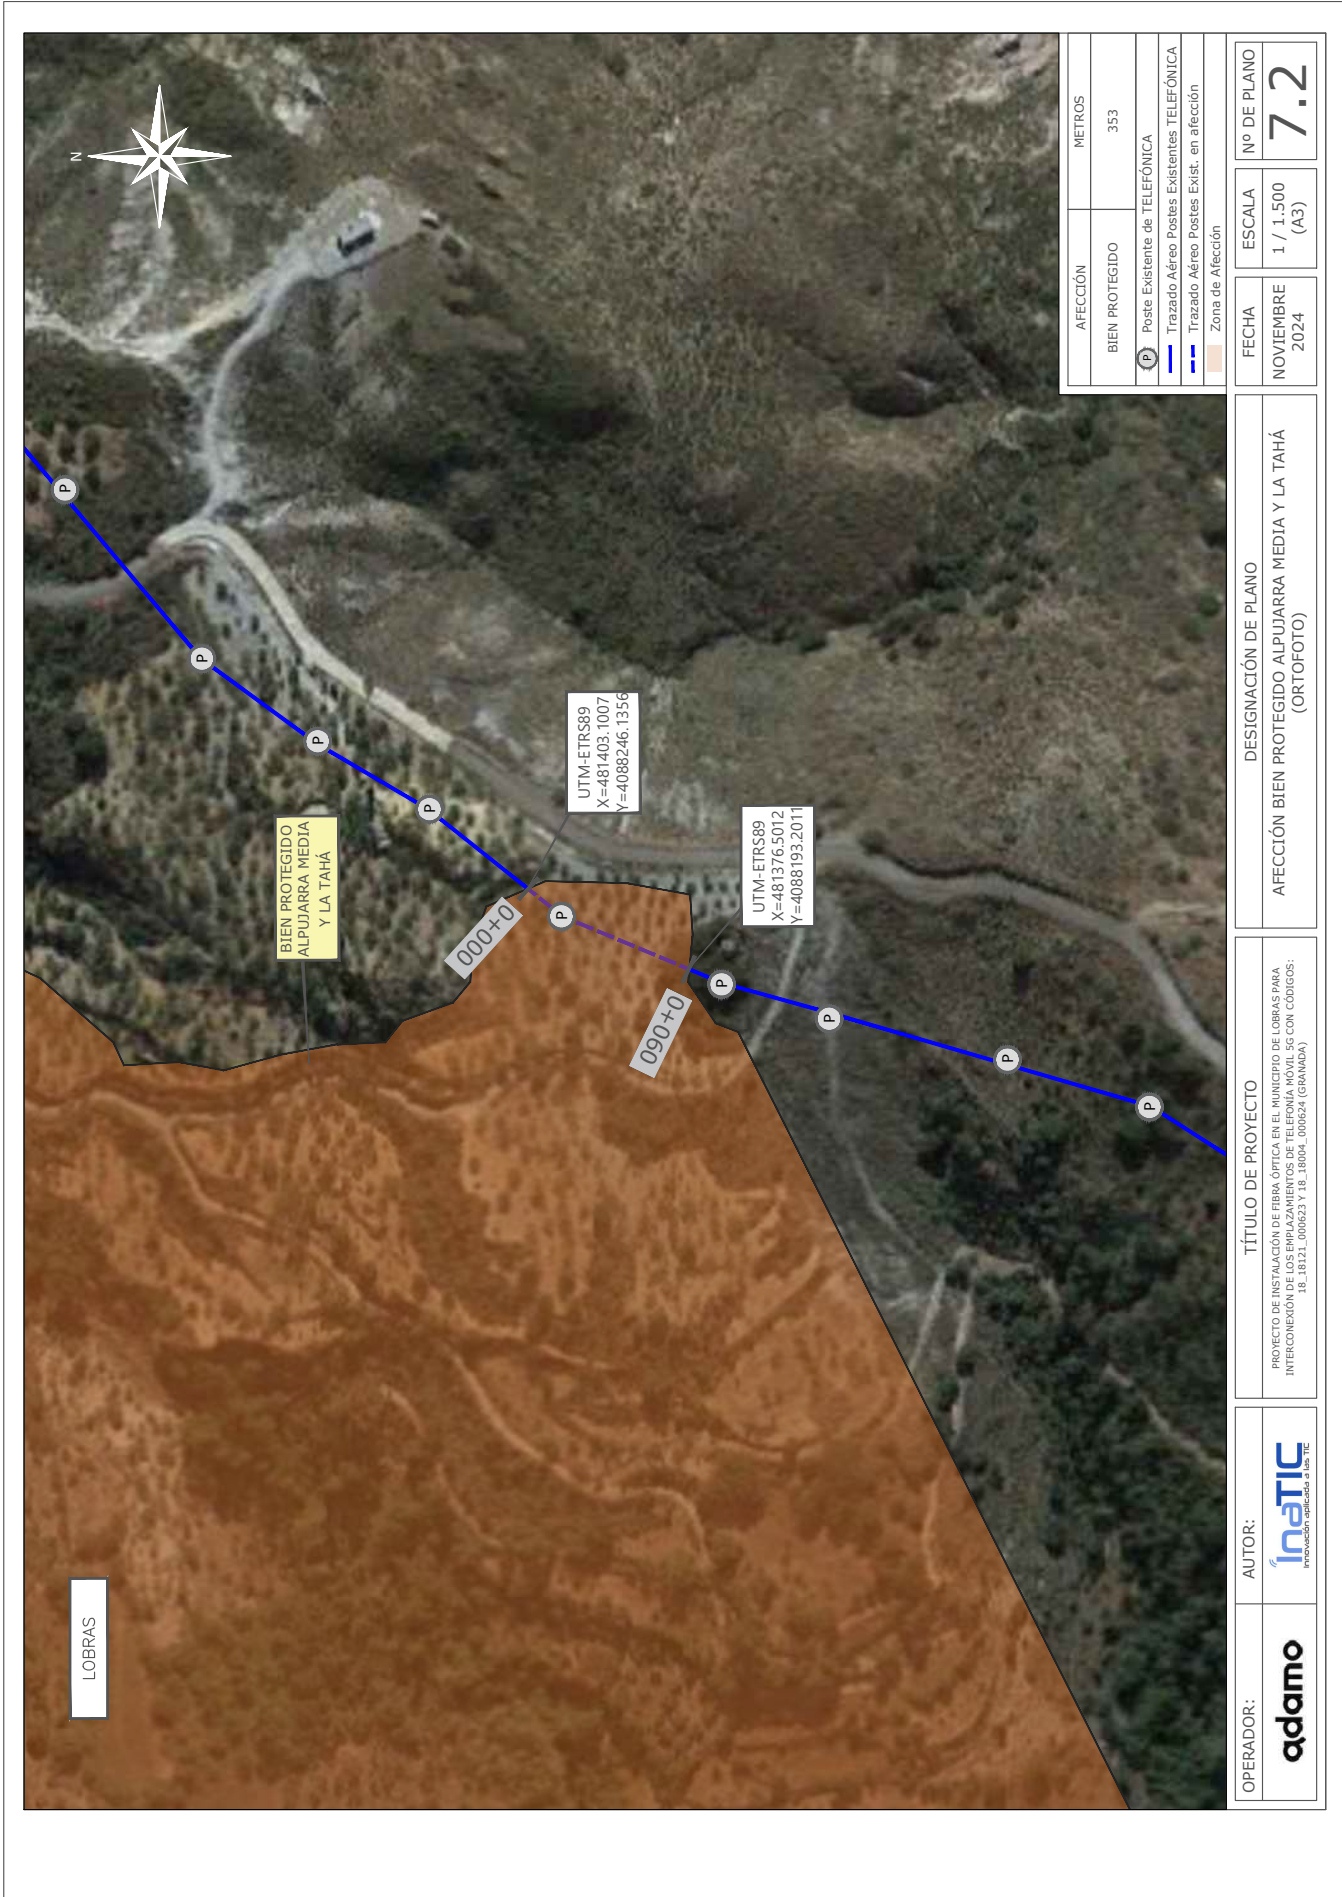 LOBRAS
BIEN PROTEGIDO
ALPUJARRA MEDIA
Y LA TAHÁ
0+000
0+060
UTM-ETRS89
X=481403.1007
Y=4088246.1356
UTM-ETRS89
X=481376.5012
Y=4088193.2011
P
P
P
P
P
P
P
P
P
N
AFECCIÓN
METROS
BIEN PROTEGIDO
353
P Poste Existente de TELEFÓNICA
Trazado Aéreo Postes Existentes TELEFÓNICA
Trazado Aéreo Postes Exist. en afección
Zona de Afección
OPERADOR:
adamo
AUTOR:
InaTIC
Innovación aplicada a las TIC
TÍTULO DE PROYECTO
PROYECTO DE INSTALACIÓN DE FIBRA ÓPTICA EN EL MUNICIPIO DE LOBRAS PARA
INTERCONEXIÓN DE LOS EMPLAZAMIENTOS DE TELEFONÍA MÓVIL 5G CON CÓDIGOS:
18_18121_000623 Y 18_18004_000624 (GRANADA)
DESIGNACIÓN DE PLANO
AFECCIÓN BIEN PROTEGIDO ALPUJARRA MEDIA Y LA TAHÁ
(ORTOFOTO)
FECHA
NOVIEMBRE
2024
ESCALA
1 / 1.500
(A3)
Nº DE PLANO
7.2